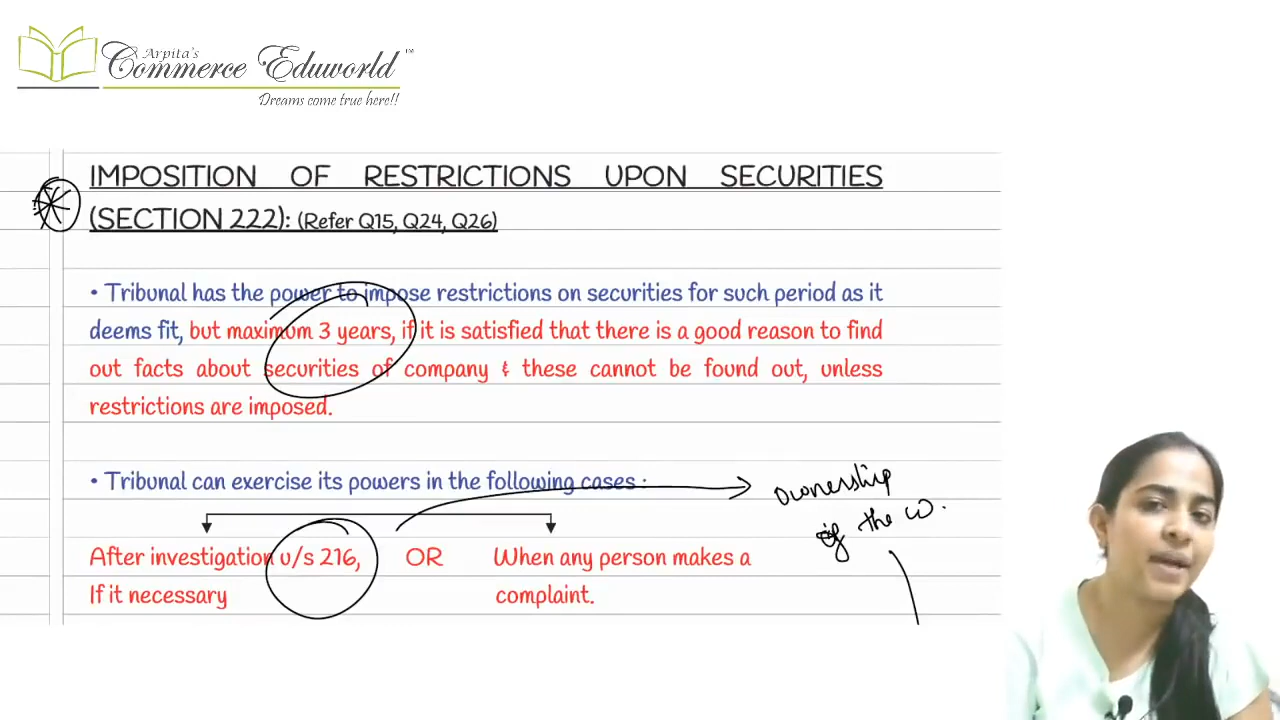 Arpita's
Commerce Eduworld™
Dreams come true here!!
IMPOSITION OF RESTRICTIONS UPON SECURITIES
(SECTION 222): (Refer Q15, Q24, Q26)
• Tribunal has the power to impose restrictions on securities for such period as it
deems fit, but maximum 3 years, if it is satisfied that there is a good reason to find
out facts about securities of company & these cannot be found out, unless
restrictions are imposed.
• Tribunal can exercise its powers in the following cases :
ownership
of the co.
After investigation u/s 216, OR When any person makes a
If it necessary complaint.